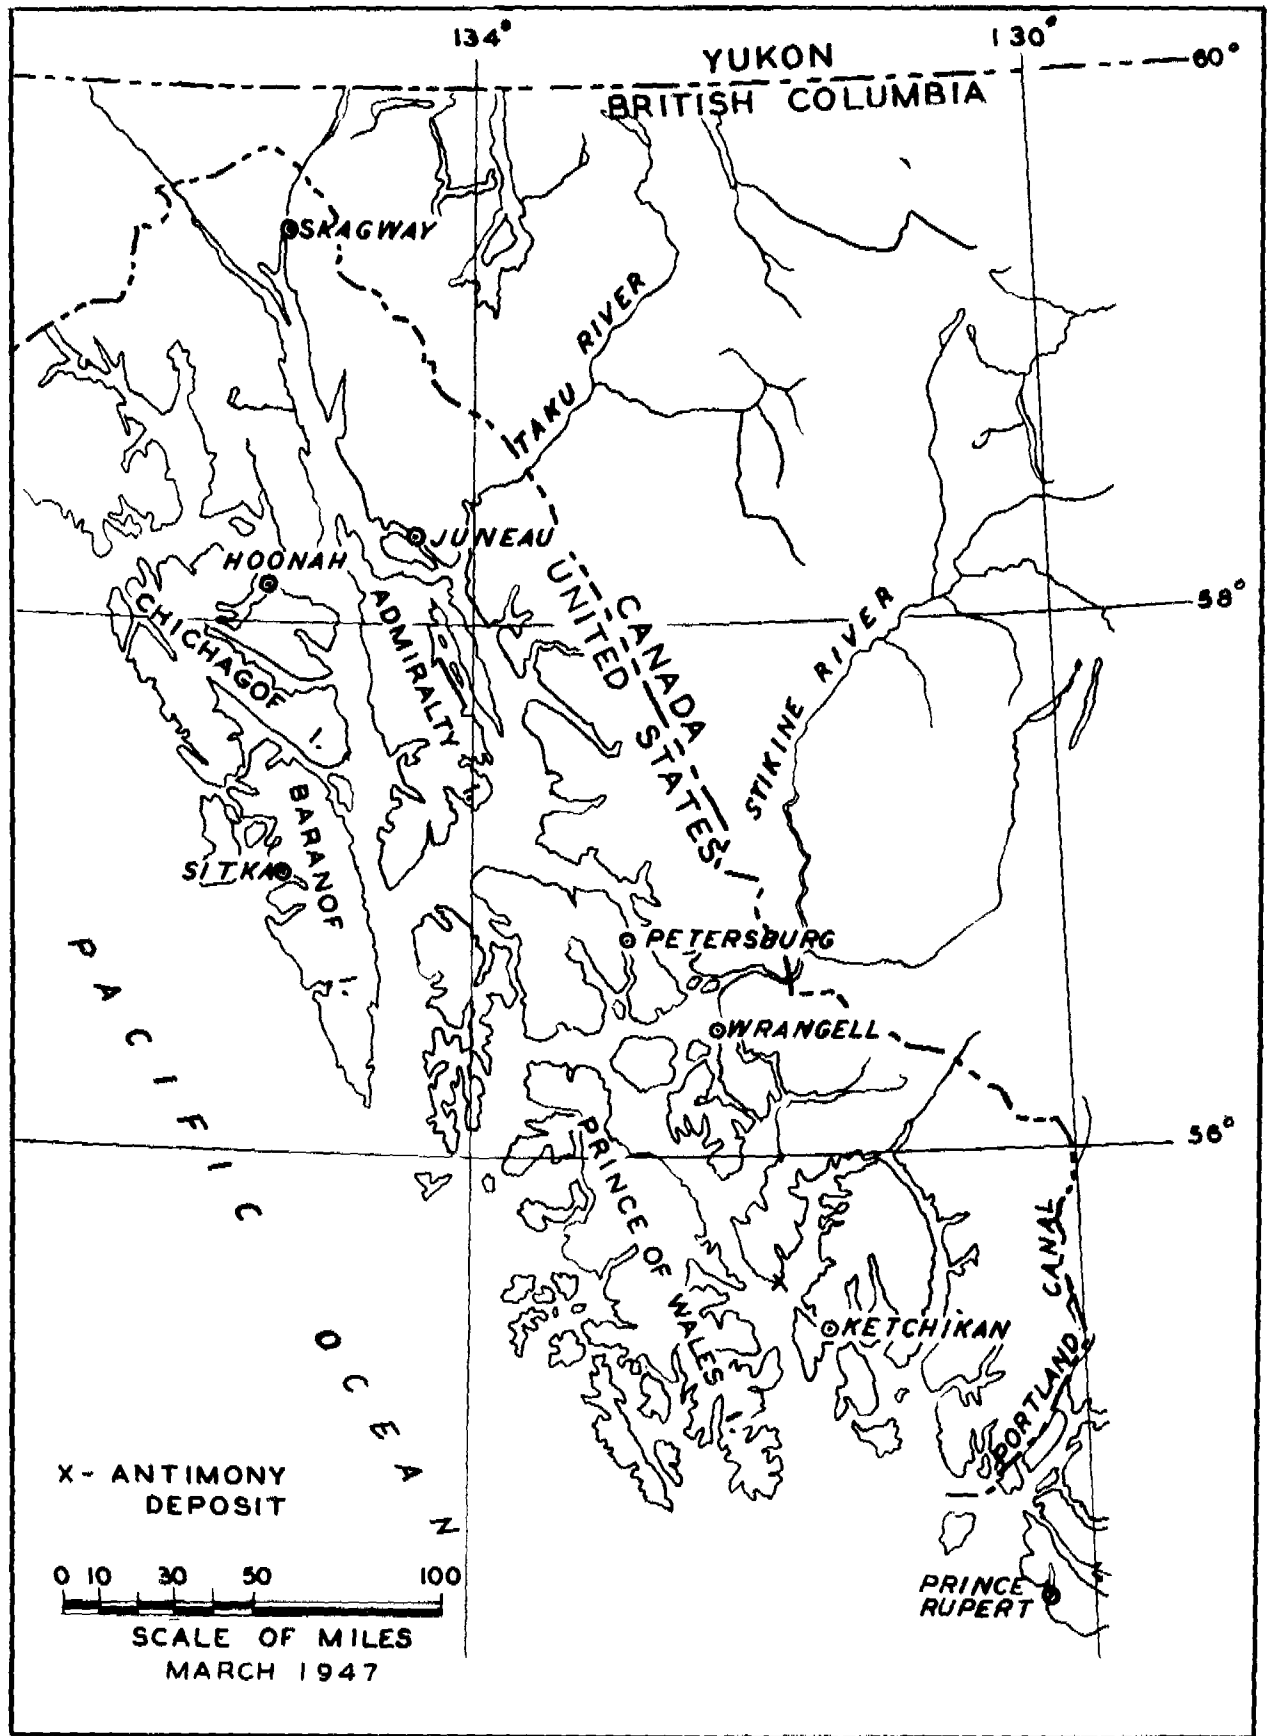 134°
130°
YUKON
60°
BRITISH COLUMBIA
SKAGWAY
TAKU RIVER
JUNEAU
HOONAH
CHICHAGOF
I.
ADMIRALTY
I.
CANADA
UNITED STATES
58°
STIKINE RIVER
BARANOF
I.
SITKA
PETERSBURG
WRANGELL
PACIFIC OCEAN
56°
PRINCE OF WALES
I.
KETCHIKAN
PORTLAND CANAL
X - ANTIMONY
DEPOSIT
0 10 30 50 100
SCALE OF MILES
MARCH 1947
PRINCE
RUPERT